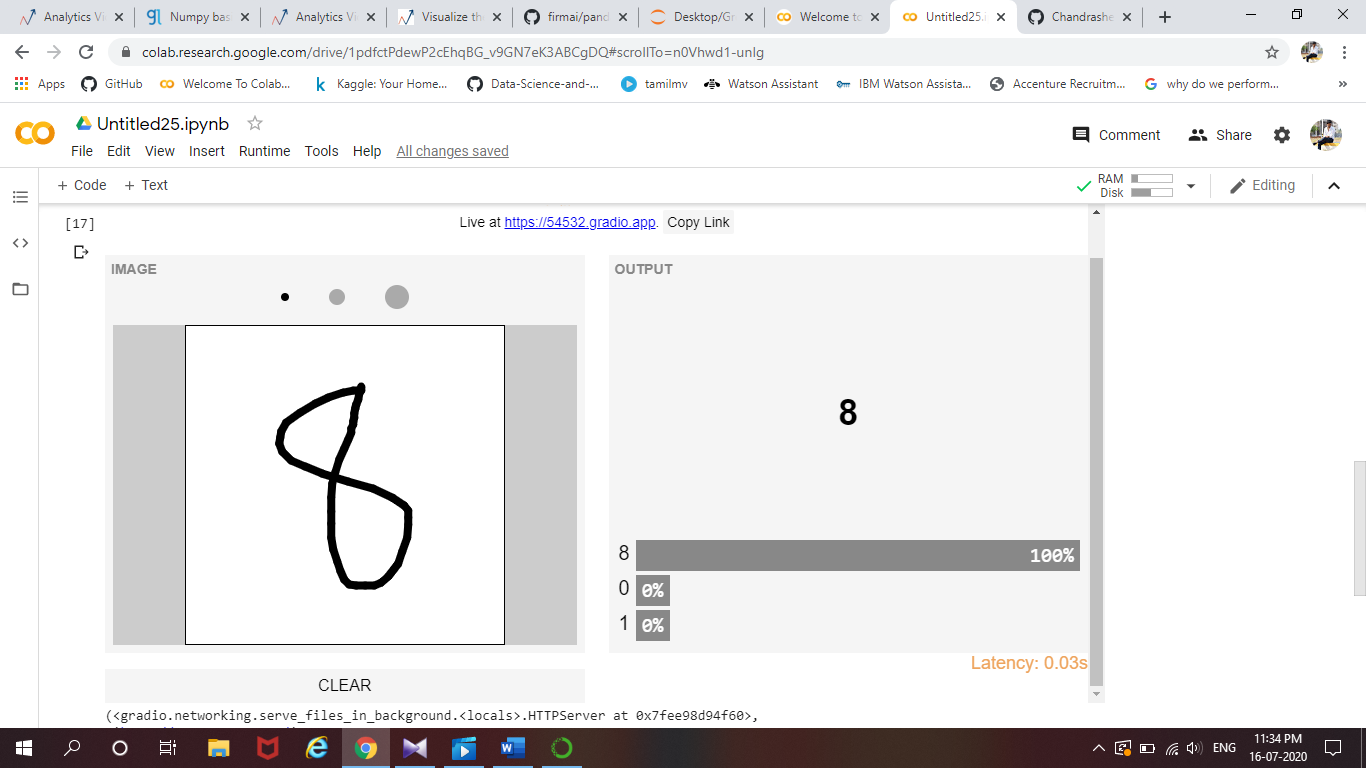 Analytics Vi
Numpy bas
Analytics Vi
Visualize th
firmai/pand
Desktop/Gr
Welcome to
Untitled25.i
Chandrashe
colab.research.google.com/drive/1pdfctPdewP2cEhqBG_v9GN7eK3ABCgDQ#scrollTo=n0Vhwd1-unIg
Apps GitHub Welcome To Colab... Kaggle: Your Home... Data-Science-and-... tamilmv Watson Assistant IBM Watson Assista... Accenture Recruitm... why do we perform... »
Untitled25.ipynb
Comment Share
File Edit View Insert Runtime Tools Help All changes saved
+ Code + Text
RAM
Disk
Editing
[17]
Live at https://54532.gradio.app. Copy Link
IMAGE
8
CLEAR
OUTPUT
8
8 100%
0 0%
1 0%
Latency: 0.03s
(<gradio.networking.serve_files_in_background.<locals>.HTTPServer at 0x7fee98d94f60>,
ENG
11:34 PM
16-07-2020